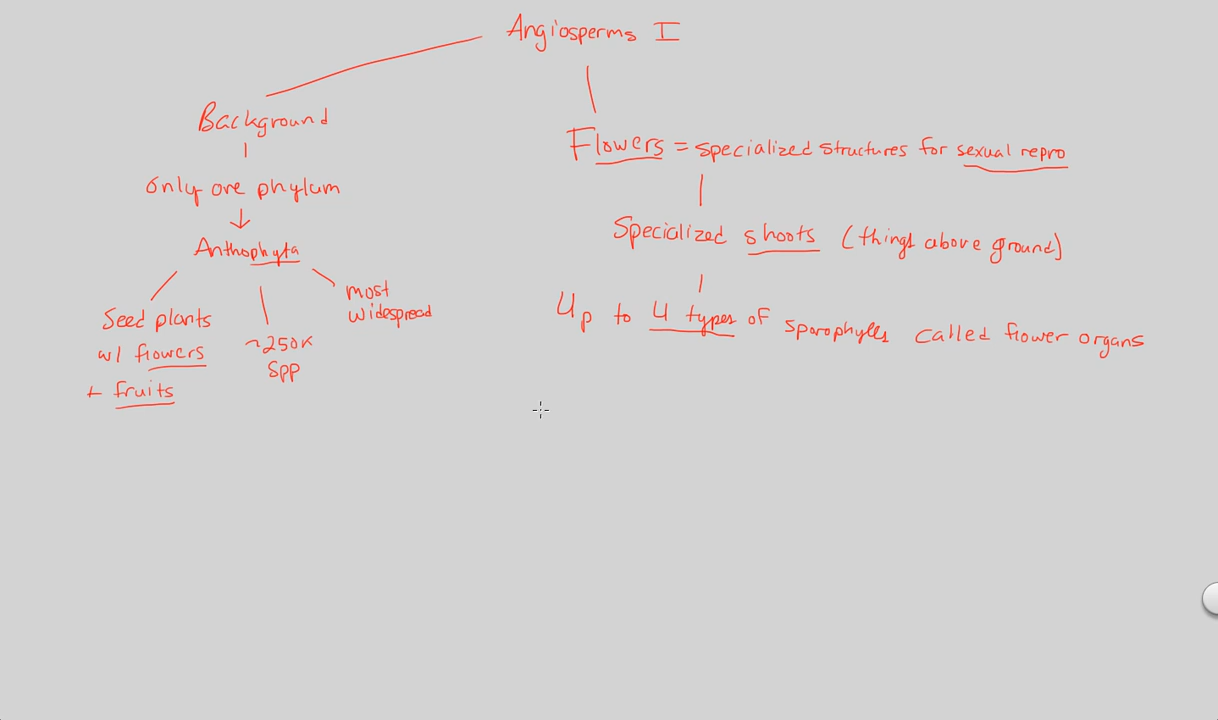 Angiosperms I
Background
only one phylum
Anthophyta
Seed plants
w/ flowers
+ fruits
~250K
spp
most
widespread
Flowers = specialized structures for sexual repro
Specialized shoots (things above ground)
Up to 4 types of sporophylls called flower organs